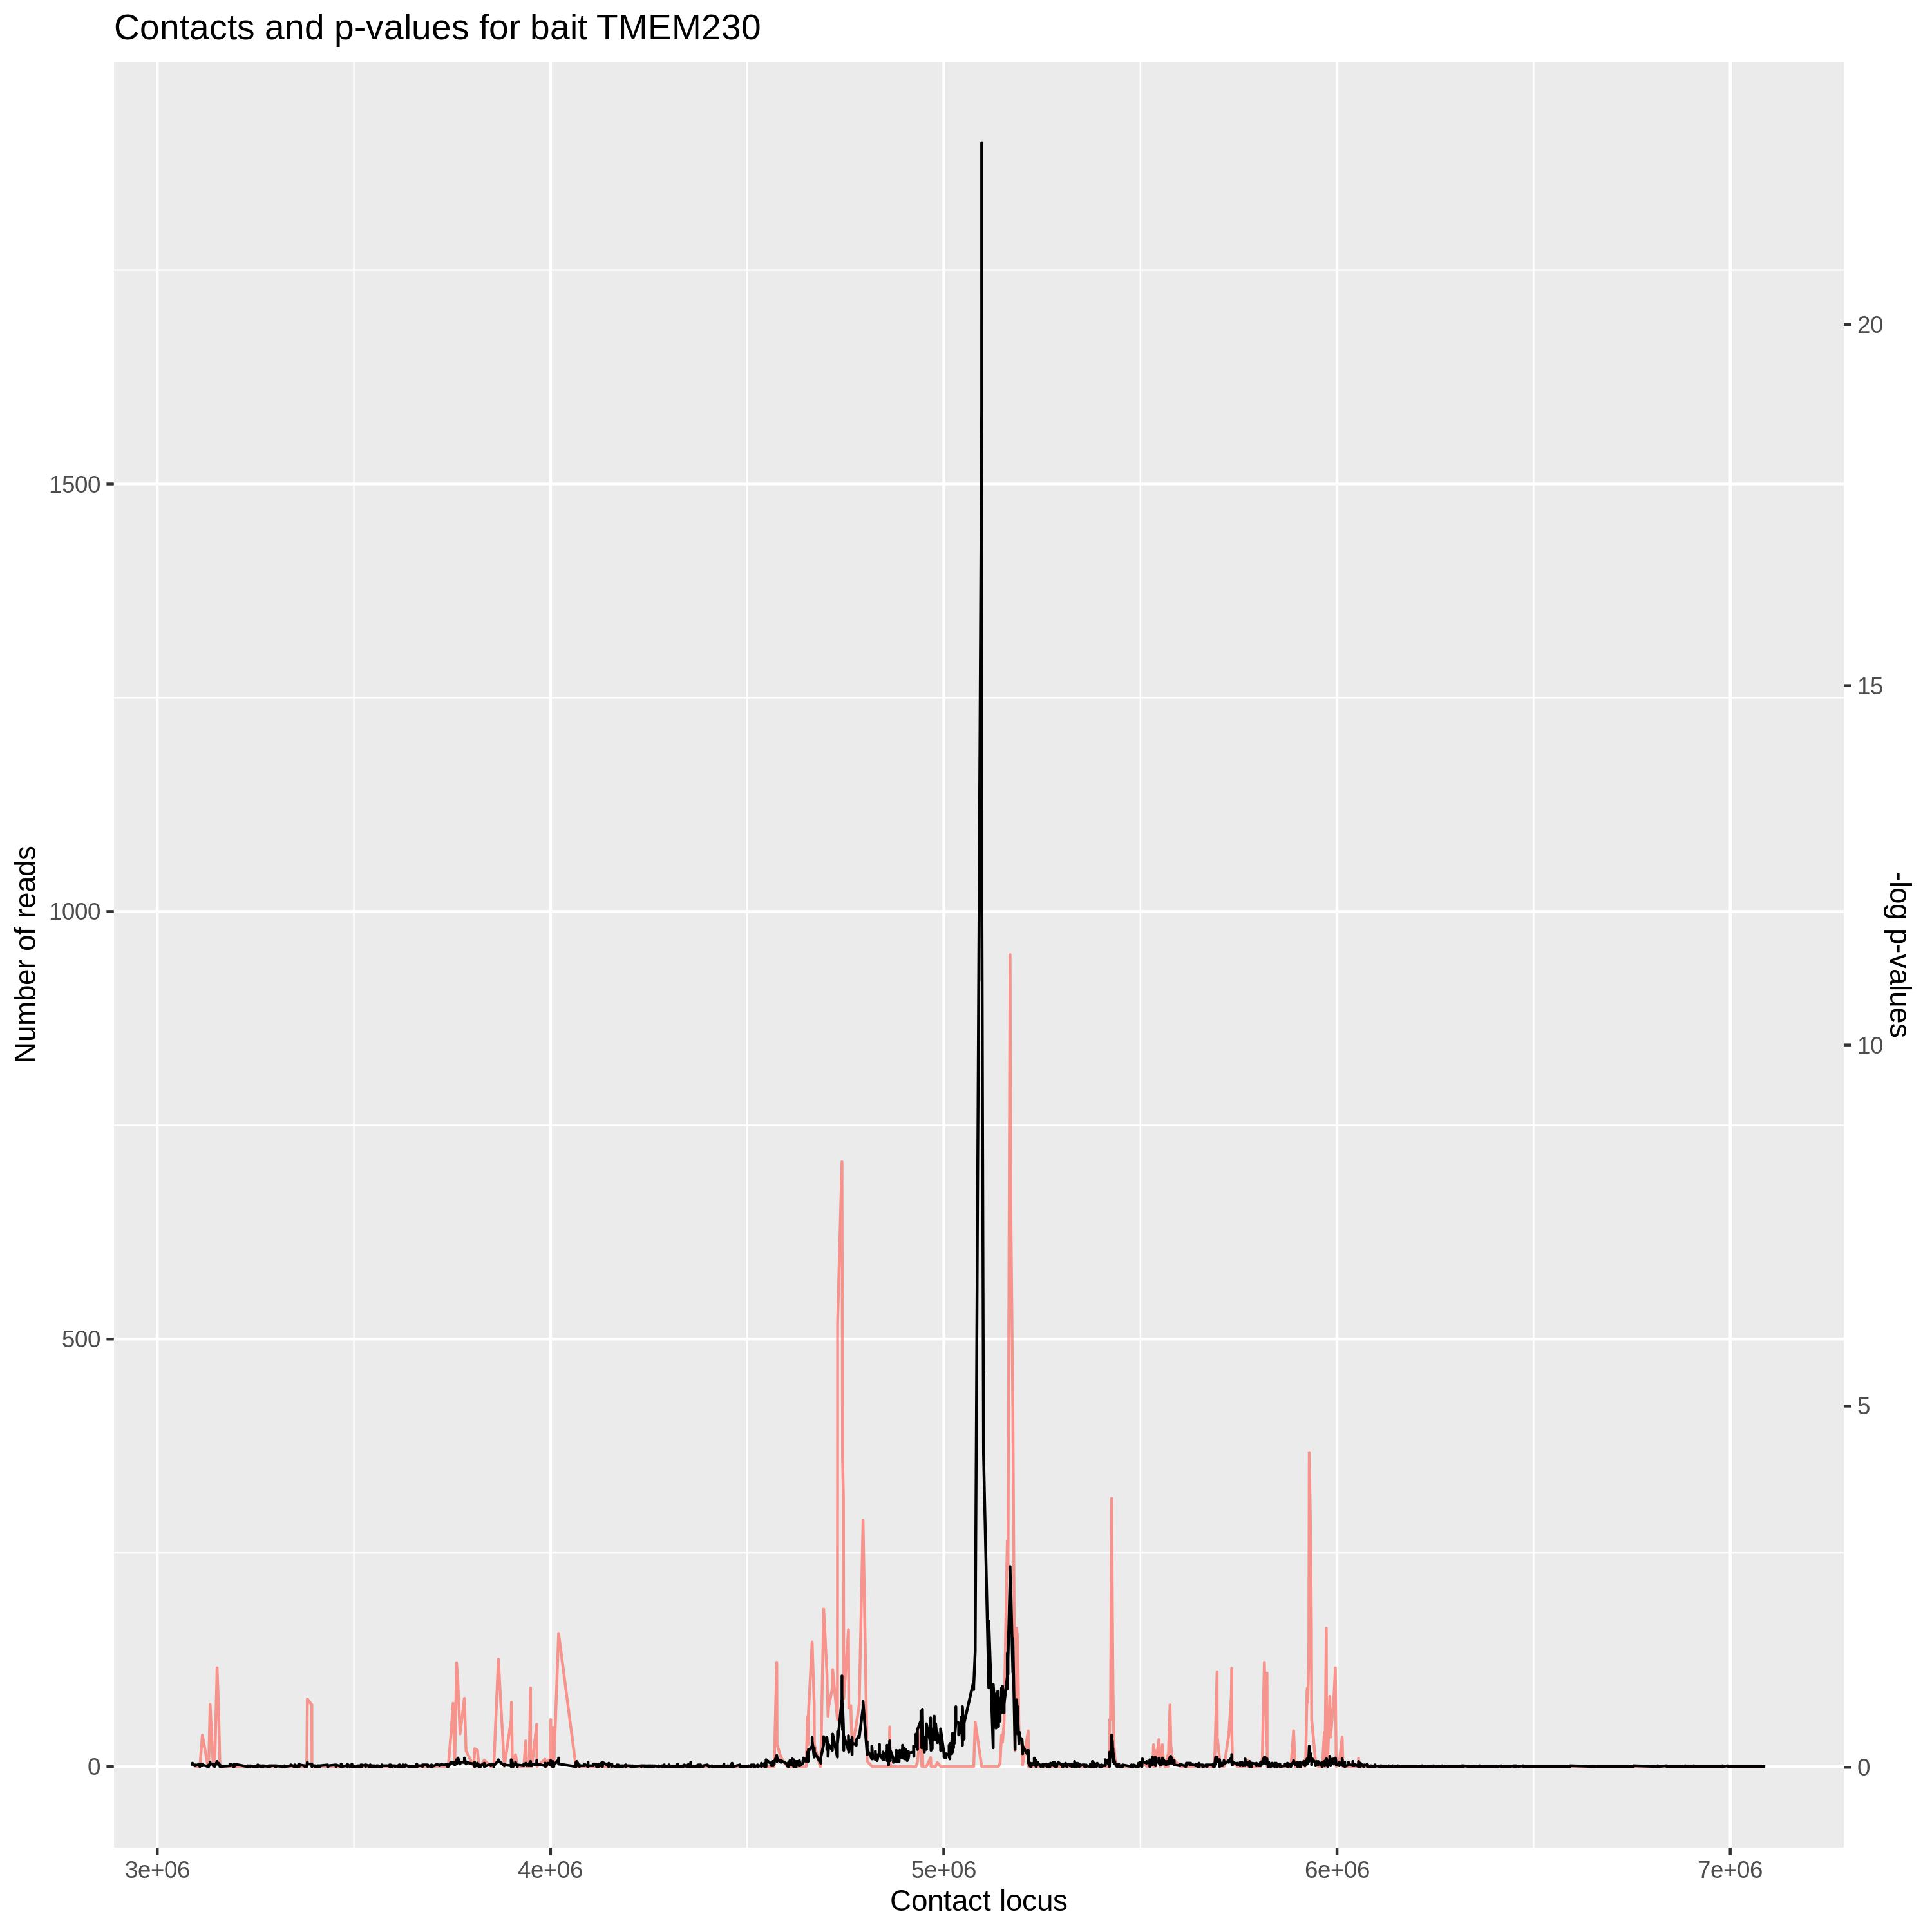 Contacts and p-values for bait TMEM230
Number of reads
1500
1000
500
0
20
15
10
5
0
-log p-values
3e+06 4e+06 5e+06 6e+06 7e+06
Contact locus